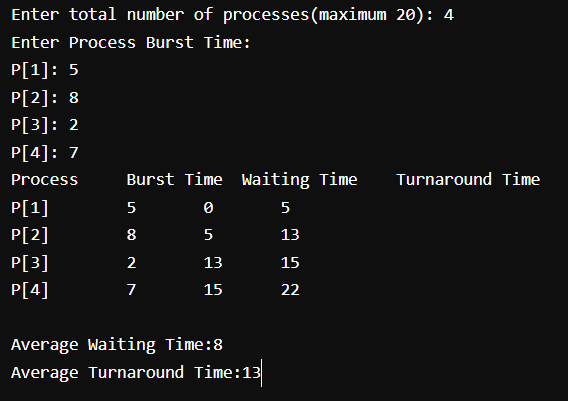 Enter total number of processes(maximum 20): 4
Enter Process Burst Time:
P[1]: 5
P[2]: 8
P[3]: 2
P[4]: 7
Process     Burst Time  Waiting Time    Turnaround Time
P[1]        5       0       5
P[2]        8       5       13
P[3]        2       13      15
P[4]        7       15      22
Average Waiting Time:8
Average Turnaround Time:13